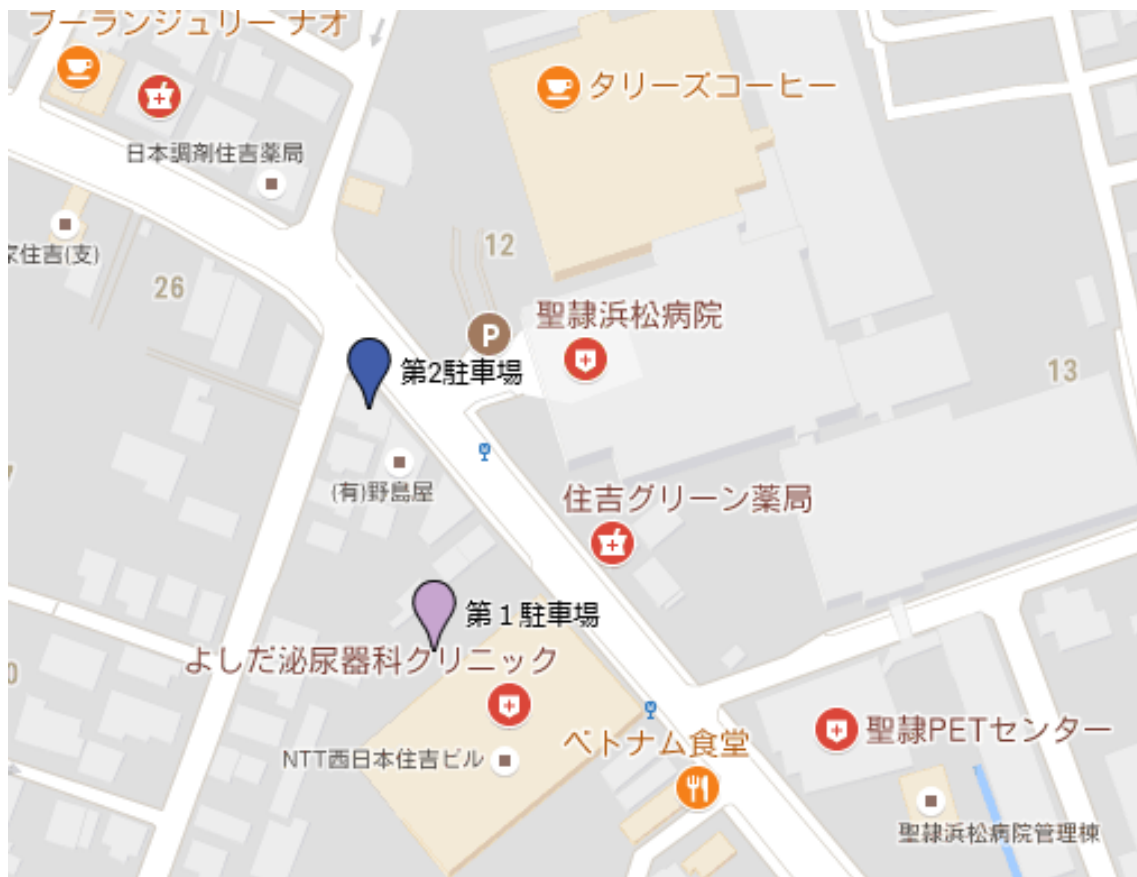 ブーランジュリー ナオ
タリーズコーヒー
日本調剤住吉薬局
家住吉(支)
12
26
聖隷浜松病院
P
第2駐車場
13
(有)野島屋
住吉グリーン薬局
第１駐車場
よしだ泌尿器科クリニック
NTT西日本住吉ビル
ベトナム食堂
聖隷PETセンター
聖隷浜松病院管理棟